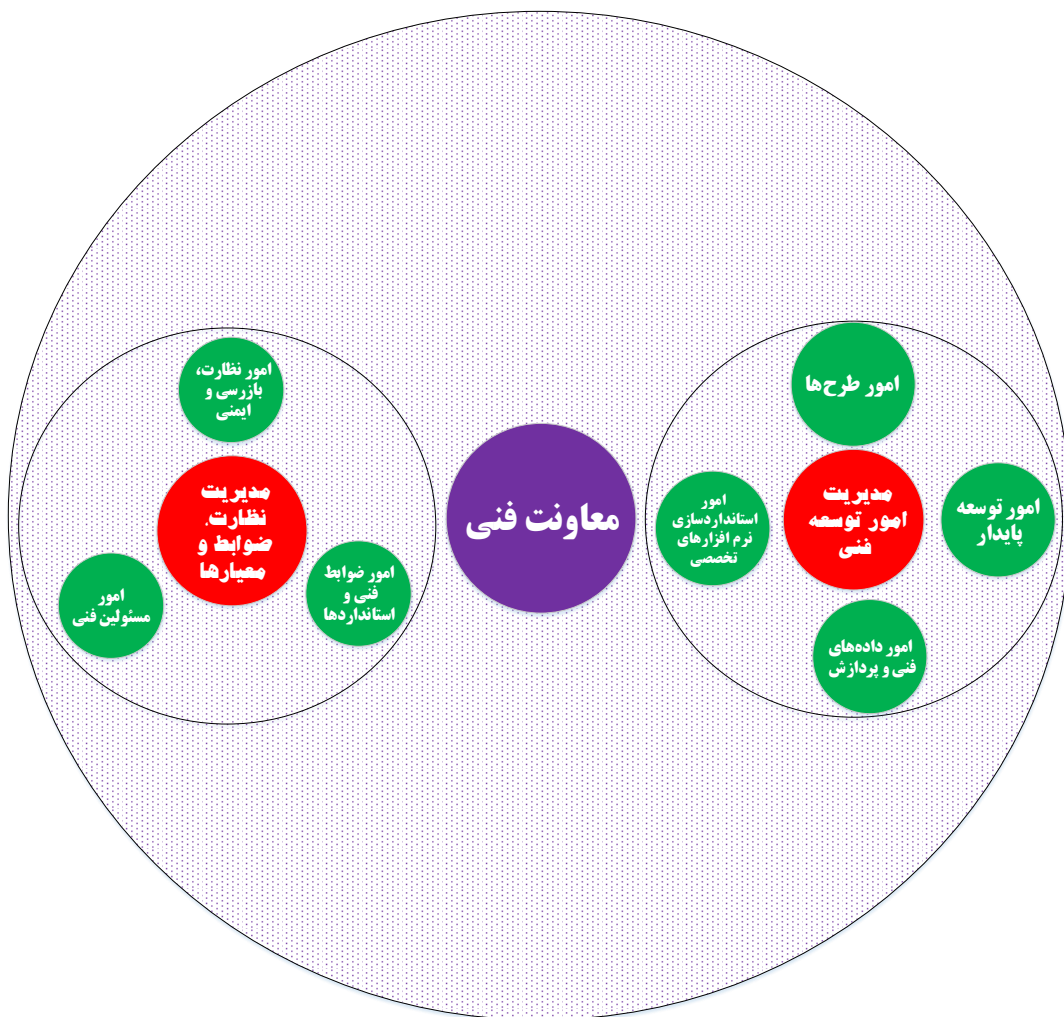 معاونت فنی
امور طرح‌ها
مدیریت
امور توسعه
فنی
امور توسعه
پایدار
امور
استانداردسازی
نرم افزارهای
تخصصی
امور داده‌های
فنی و پردازش
امور نظارت،
بازرسی و
ایمنی
مدیریت
نظارت،
ضوابط و
معیارها
امور ضوابط
فنی و
استانداردها
امور
مسئولین فنی